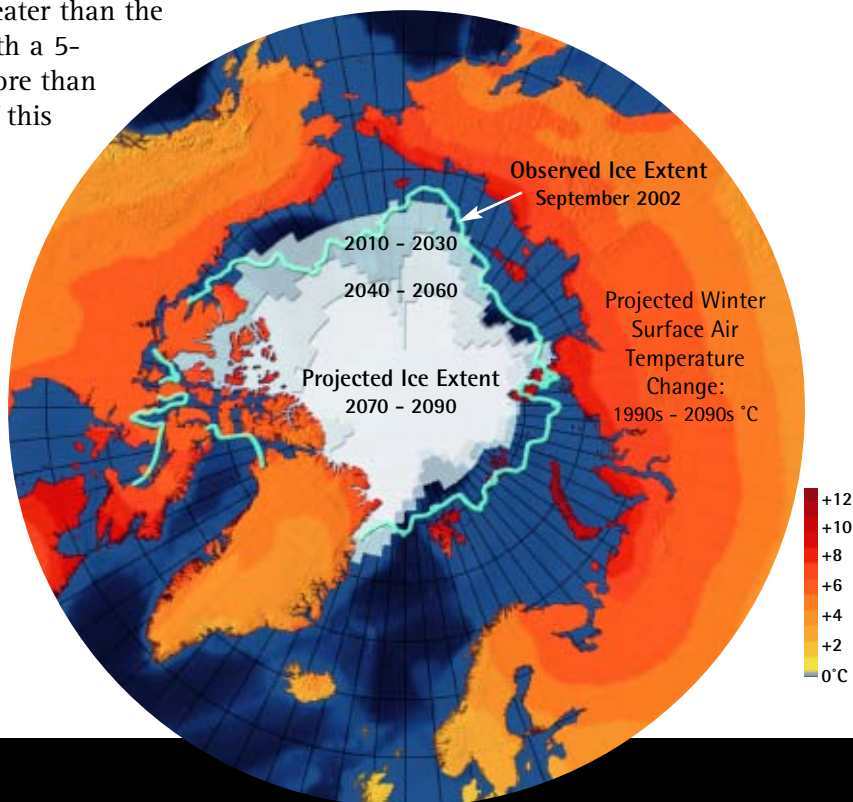 eater than the
th a 5-
ore than
this
Observed Ice Extent
September 2002
2010 - 2030
2040 - 2060
Projected Ice Extent
2070 - 2090
Projected Winter
Surface Air
Temperature
Change:
1990s - 2090s ˚C
+12
+10
+8
+6
+4
+2
0˚C